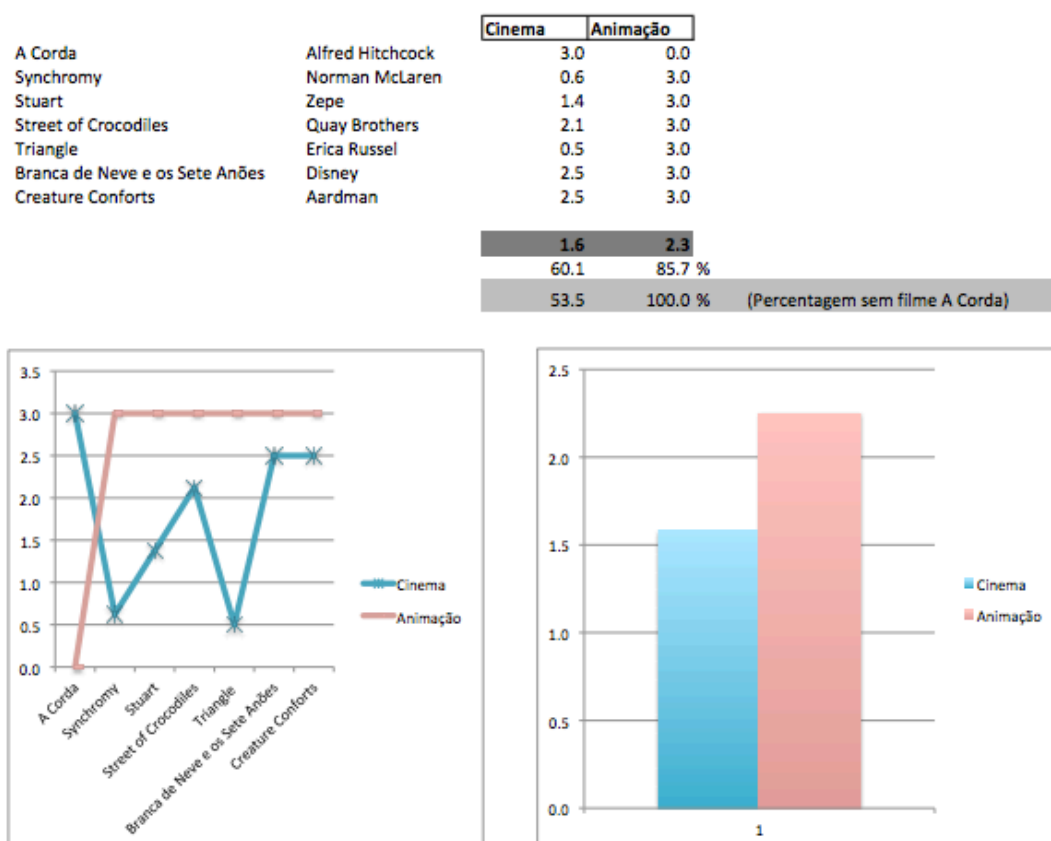 Cinema Animação
A Corda Alfred Hitchcock 3.0 0.0
Synchromy Norman McLaren 0.6 3.0
Stuart Zepe 1.4 3.0
Street of Crocodiles Quay Brothers 2.1 3.0
Triangle Erica Russel 0.5 3.0
Branca de Neve e os Sete Anões Disney 2.5 3.0
Creature Conforts Aardman 2.5 3.0
1.6 2.3
60.1 85.7 %
53.5 100.0 % (Percentagem sem filme A Corda)
3.5
3.0
2.5
2.0
1.5
1.0
0.5
0.0
A Corda
Synchromy
Stuart
Street of Crocodiles
Triangle
Branca de Neve e os Sete Anões
Creature Conforts
Cinema
Animação
2.5
2.0
1.5
1.0
0.5
0.0
1
Cinema
Animação